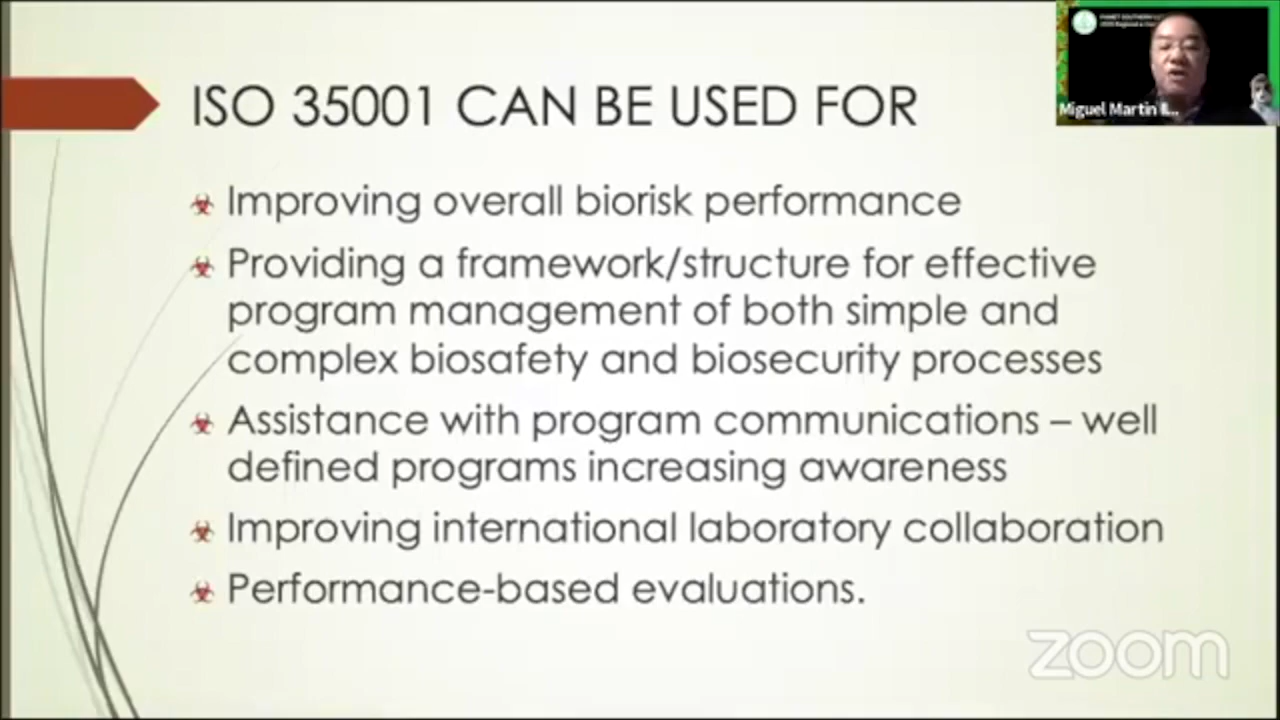 ISO 35001 CAN BE USED FOR
Improving overall biorisk performance
Providing a framework/structure for effective
program management of both simple and
complex biosafety and biosecurity processes
Assistance with program communications – well
defined programs increasing awareness
Improving international laboratory collaboration
Performance-based evaluations.
Miguel Martin
zoom